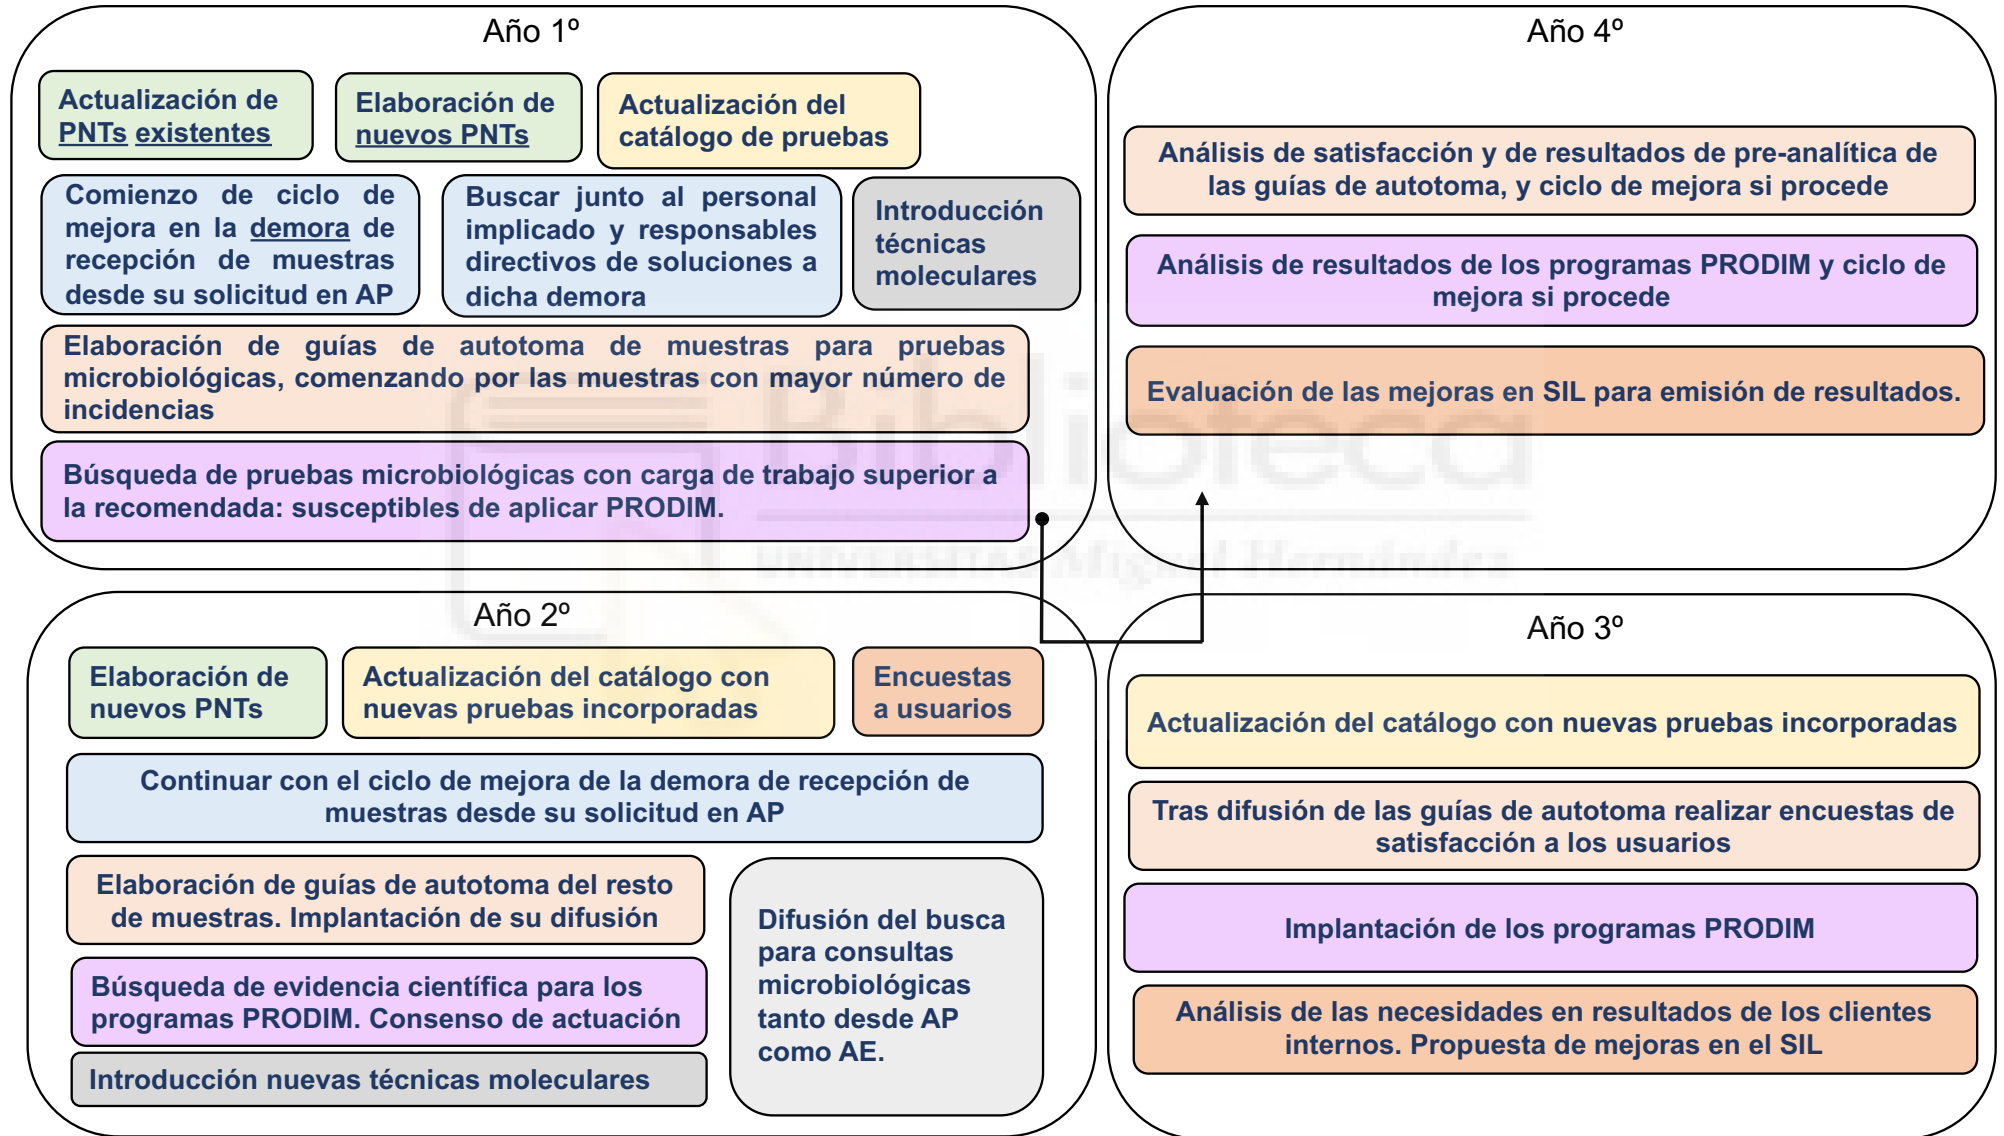 Año 1º
Actualización de
PNTs existentes
Elaboración de
nuevos PNTs
Actualización del
catálogo de pruebas
Comienzo de ciclo de
mejora en la demora de
recepción de muestras
desde su solicitud en AP
Buscar junto al personal
implicado y responsables
directivos de soluciones a
dicha demora
Introducción
técnicas
moleculares
Elaboración de guías de autotoma de muestras para pruebas
microbiológicas, comenzando por las muestras con mayor número de
incidencias
Búsqueda de pruebas microbiológicas con carga de trabajo superior a
la recomendada: susceptibles de aplicar PRODIM.
Año 2º
Elaboración de
nuevos PNTs
Actualización del catálogo con
nuevas pruebas incorporadas
Encuestas
a usuarios
Continuar con el ciclo de mejora de la demora de recepción de
muestras desde su solicitud en AP
Elaboración de guías de autotoma del resto
de muestras. Implantación de su difusión
Búsqueda de evidencia científica para los
programas PRODIM. Consenso de actuación
Introducción nuevas técnicas moleculares
Difusión del busca
para consultas
microbiológicas
tanto desde AP
como AE.
Año 3º
Actualización del catálogo con nuevas pruebas incorporadas
Tras difusión de las guías de autotoma realizar encuestas de
satisfacción a los usuarios
Implantación de los programas PRODIM
Análisis de las necesidades en resultados de los clientes
internos. Propuesta de mejoras en el SIL
Año 4º
Análisis de satisfacción y de resultados de pre-analítica de
las guías de autotoma, y ciclo de mejora si procede
Análisis de resultados de los programas PRODIM y ciclo de
mejora si procede
Evaluación de las mejoras en SIL para emisión de resultados.
Biblioteca
UNIVERSITAS Miguel Hernández